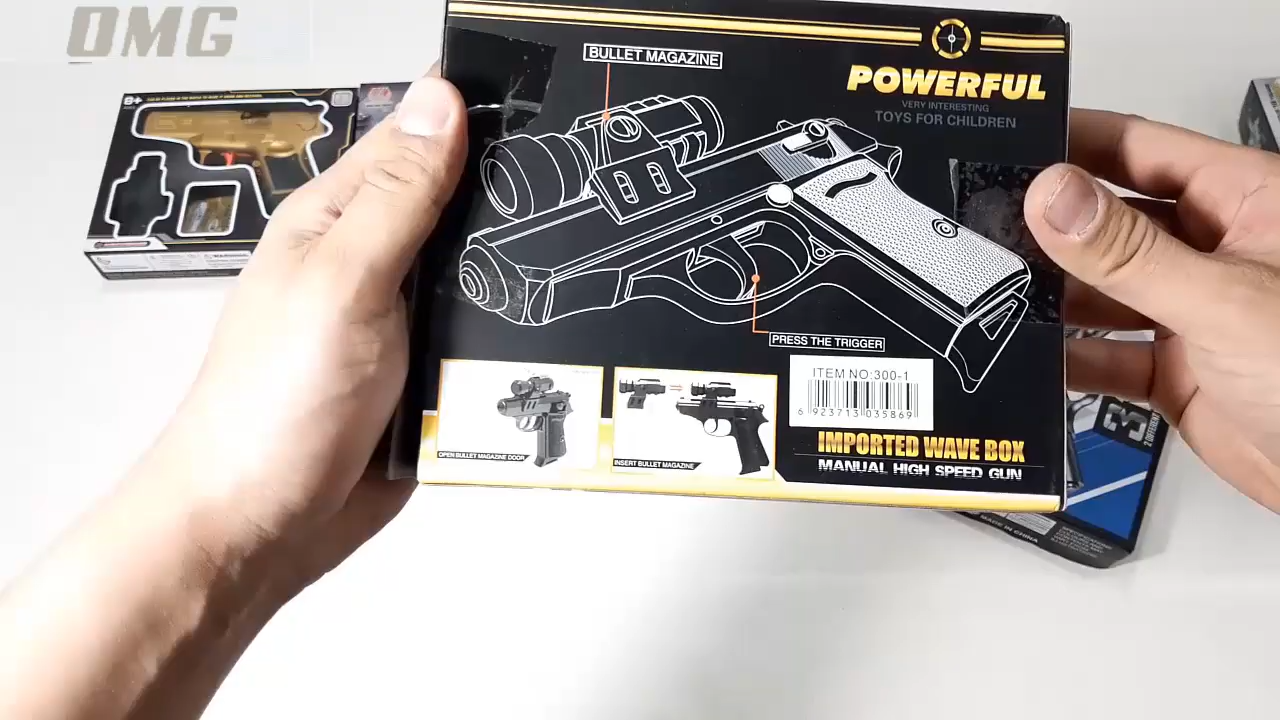 OMG
BULLET MAGAZINE
POWERFUL
VERY INTERESTING
TOYS FOR CHILDREN
PRESS THE TRIGGER
ITEM NO:300-1
6 923713 035869
OPEN BULLET MAGAZINE DOOR
INSERT BULLET MAGAZINE
IMPORTED WAVE BOX
MANUAL HIGH SPEED GUN
8+
MADE IN CHINA